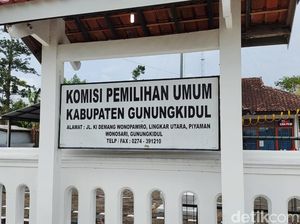 KOMISI PEMILIHAN UMUM
KABUPATEN GUNUNGKIDUL
ALAMAT : JL. KI DEMANG WONOPAWIRO, LINGKAR UTARA, PIYAMAN
WONOSARI, GUNUNGKIDUL
TELP / FAX : 0274 - 391210
detikcom